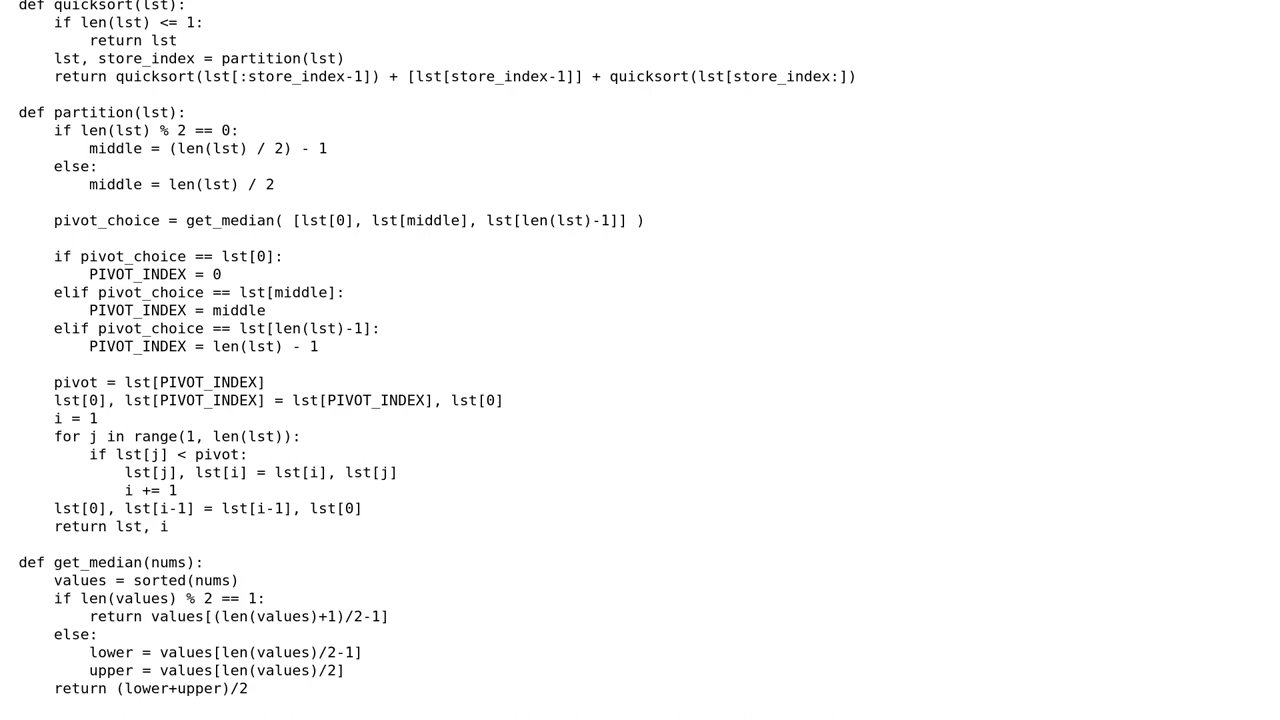 def quicksort(lst):
    if len(lst) <= 1:
        return lst
    lst, store_index = partition(lst)
    return quicksort(lst[:store_index-1]) + [lst[store_index-1]] + quicksort(lst[store_index:])

def partition(lst):
    if len(lst) % 2 == 0:
        middle = (len(lst) / 2) - 1
    else:
        middle = len(lst) / 2

    pivot_choice = get_median( [lst[0], lst[middle], lst[len(lst)-1]] )

    if pivot_choice == lst[0]:
        PIVOT_INDEX = 0
    elif pivot_choice == lst[middle]:
        PIVOT_INDEX = middle
    elif pivot_choice == lst[len(lst)-1]:
        PIVOT_INDEX = len(lst) - 1

    pivot = lst[PIVOT_INDEX]
    lst[0], lst[PIVOT_INDEX] = lst[PIVOT_INDEX], lst[0]
    i = 1
    for j in range(1, len(lst)):
        if lst[j] < pivot:
            lst[j], lst[i] = lst[i], lst[j]
            i += 1
    lst[0], lst[i-1] = lst[i-1], lst[0]
    return lst, i

def get_median(nums):
    values = sorted(nums)
    if len(values) % 2 == 1:
        return values[(len(values)+1)/2-1]
    else:
        lower = values[len(values)/2-1]
        upper = values[len(values)/2]
    return (lower+upper)/2